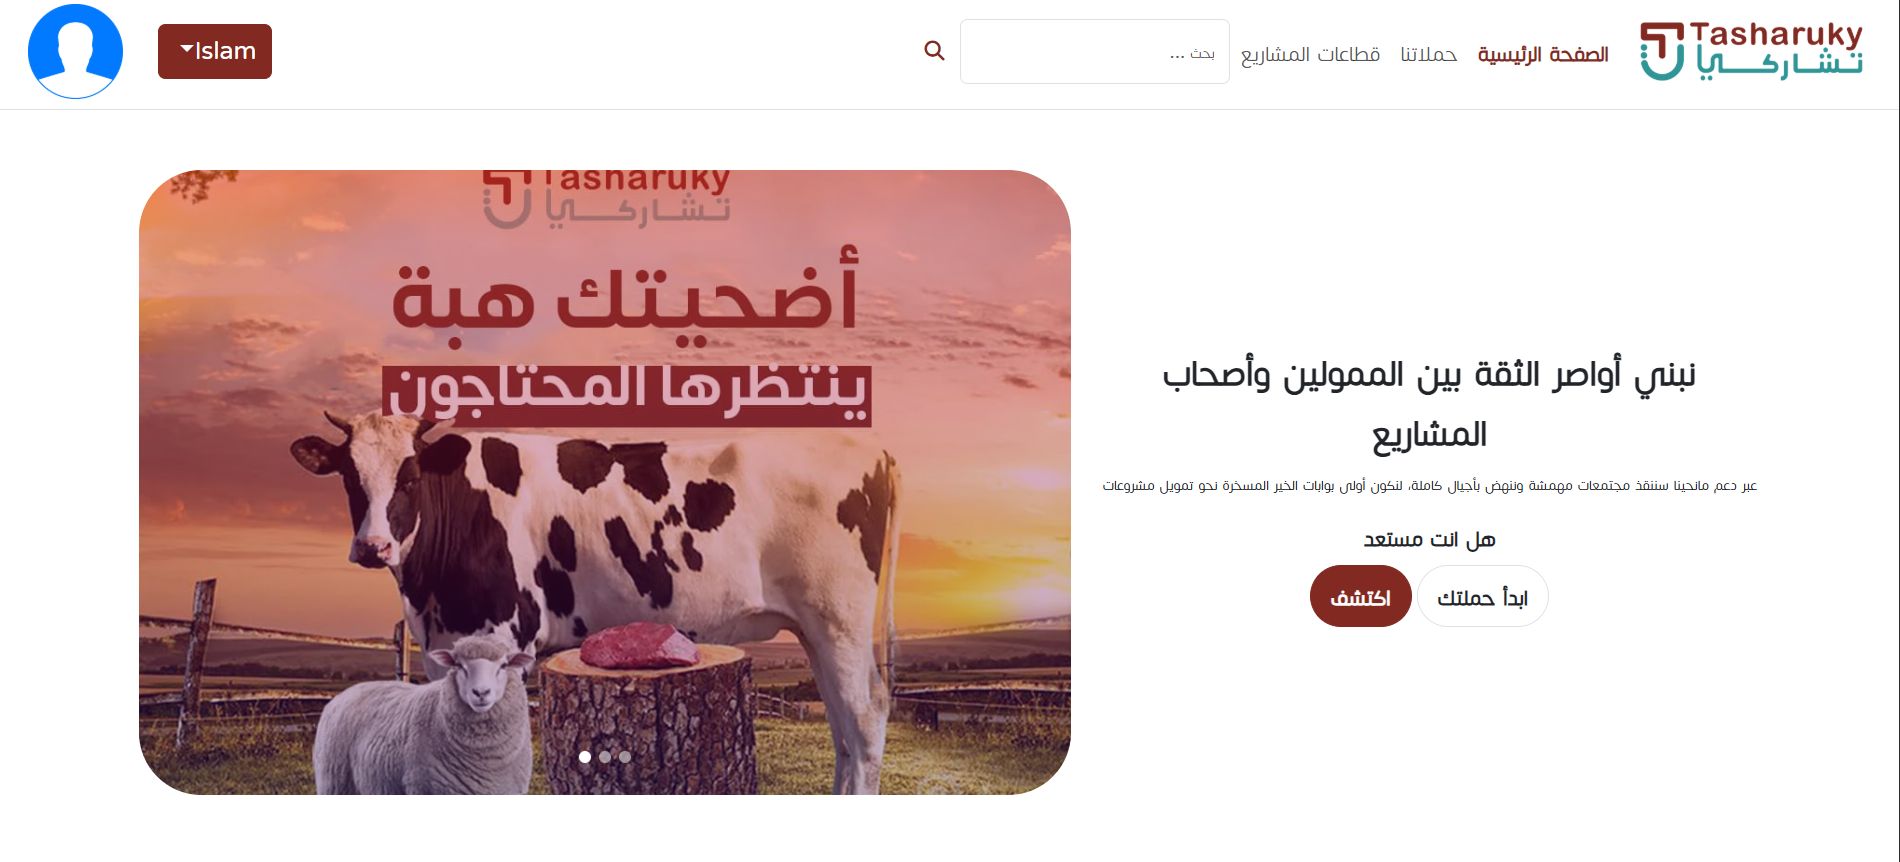 Tasharuky
تشاركي
الصفحة الرئيسية
حملاتنا
قطاعات المشاريع
بحث ...
Islam
نبني أواصر الثقة بين الممولين وأصحاب
المشاريع
عبر دعم مانحينا سننقذ مجتمعات مهمشة وننهض بأجيال كاملة، لنكون أولى بوابات الخير المسخرة نحو تمويل مشروعات
هل انت مستعد
ابدأ حملتك
اكتشف
Tasharuky
تشاركي
أضحيتك هبة
ينتظرها المحتاجون